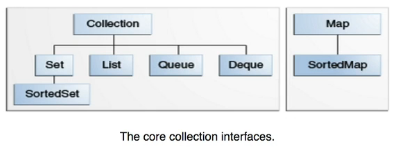 Collection
Map
Set
List
Queue
Deque
SortedMap
SortedSet
The core collection interfaces.